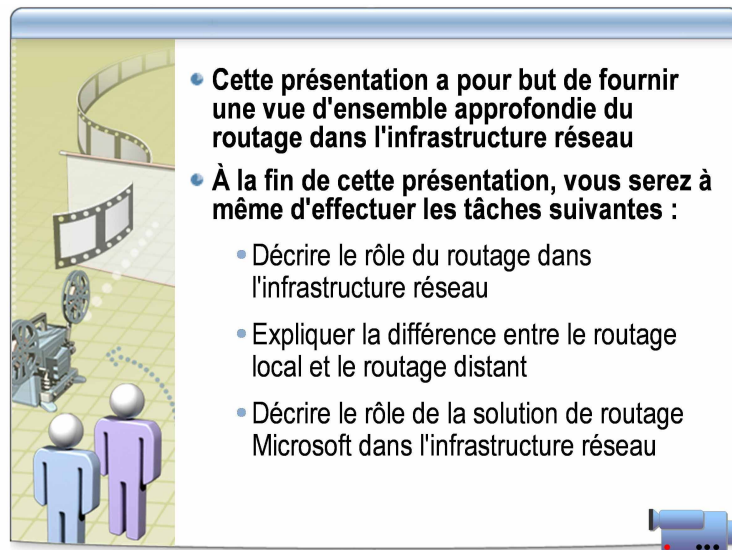 Cette présentation a pour but de fournir
une vue d'ensemble approfondie du
routage dans l'infrastructure réseau
À la fin de cette présentation, vous serez à
même d'effectuer les tâches suivantes :
Décrire le rôle du routage dans
l'infrastructure réseau
Expliquer la différence entre le routage
local et le routage distant
Décrire le rôle de la solution de routage
Microsoft dans l'infrastructure réseau